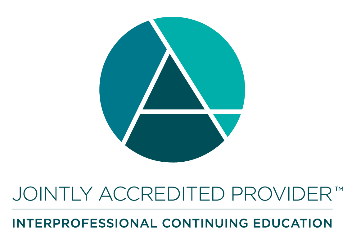 JOINTLY ACCREDITED PROVIDER™
INTERPROFESSIONAL CONTINUING EDUCATION